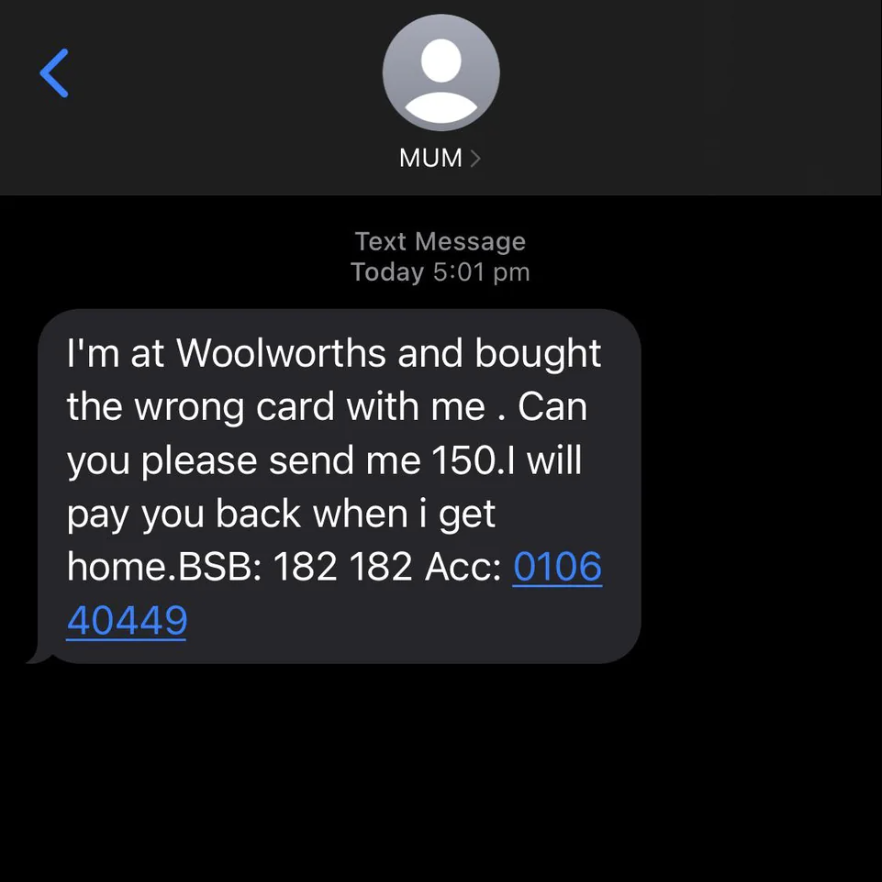 MUM
Text Message
Today 5:01 pm
I'm at Woolworths and bought
the wrong card with me . Can
you please send me 150.I will
pay you back when i get
home.BSB: 182 182 Acc: 0106
40449